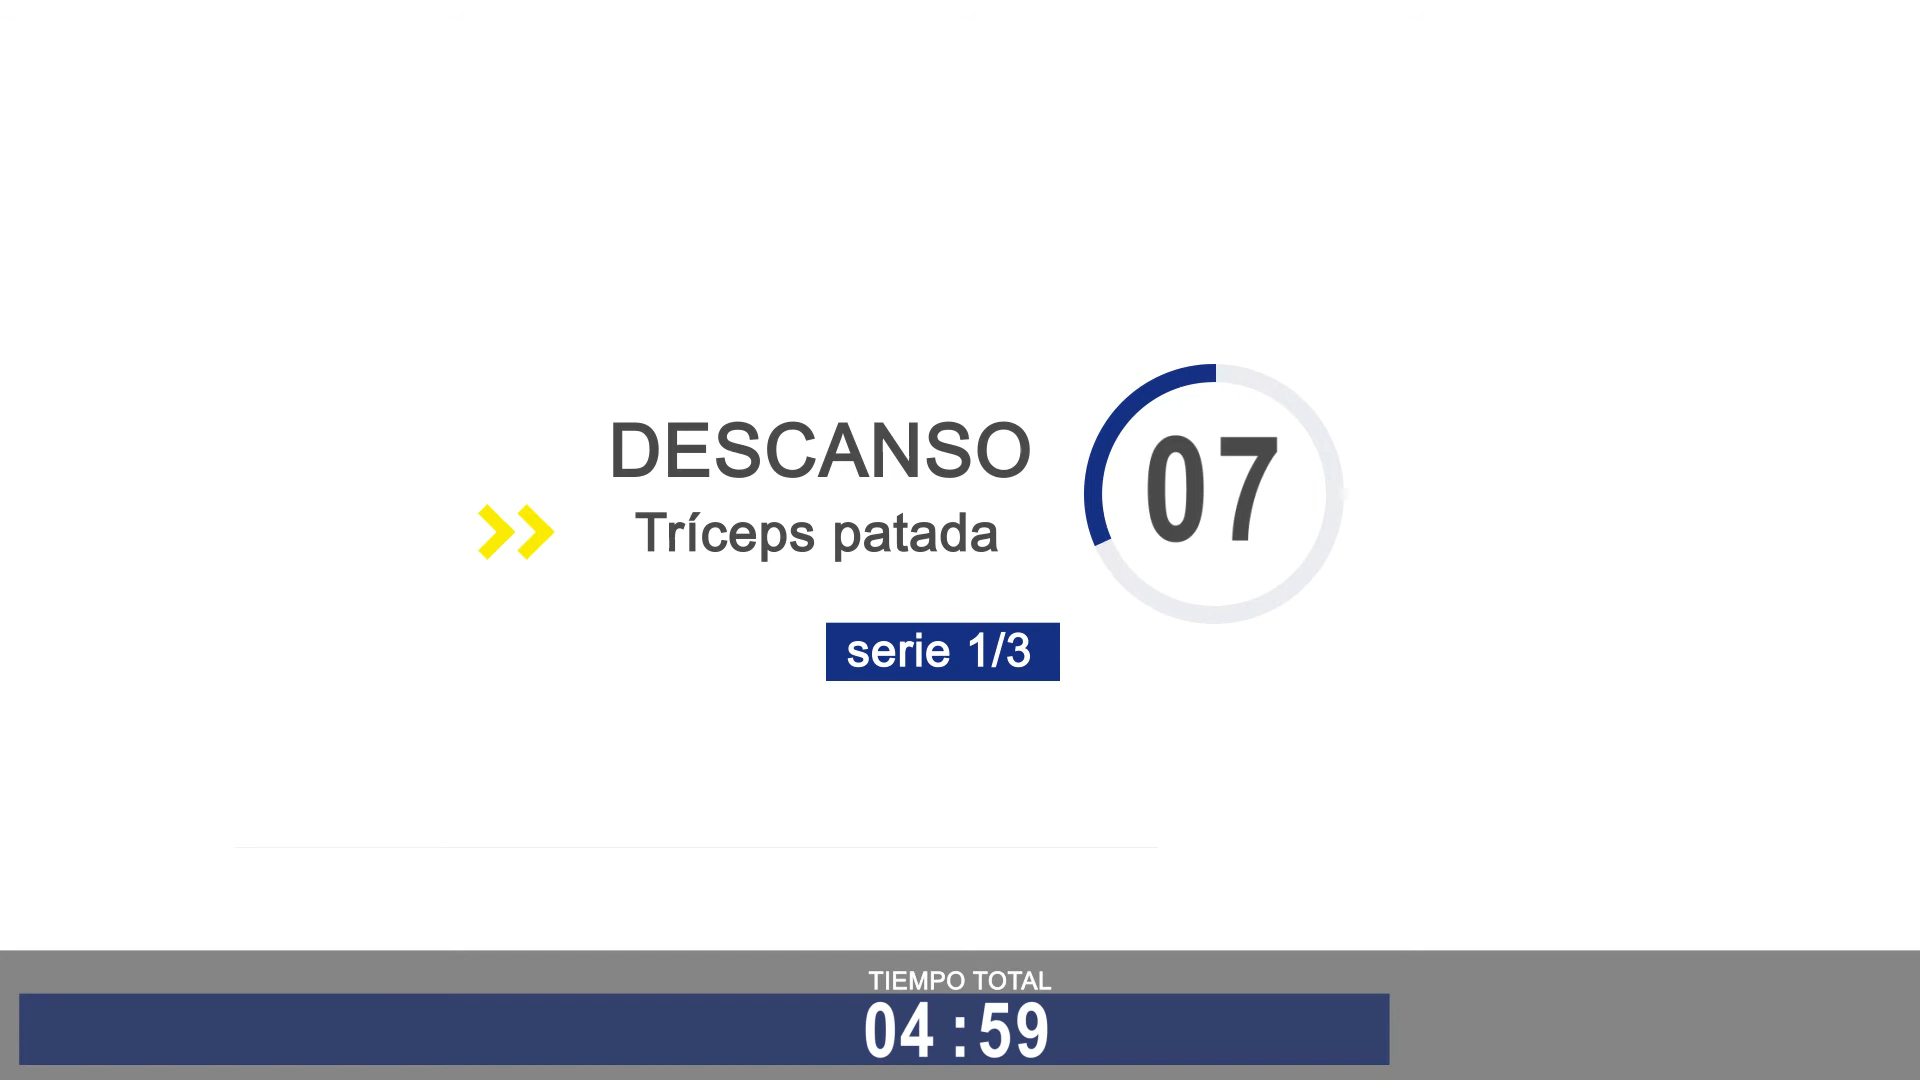 DESCANSO
Tríceps patada
07
serie 1/3
TIEMPO TOTAL
04 : 59